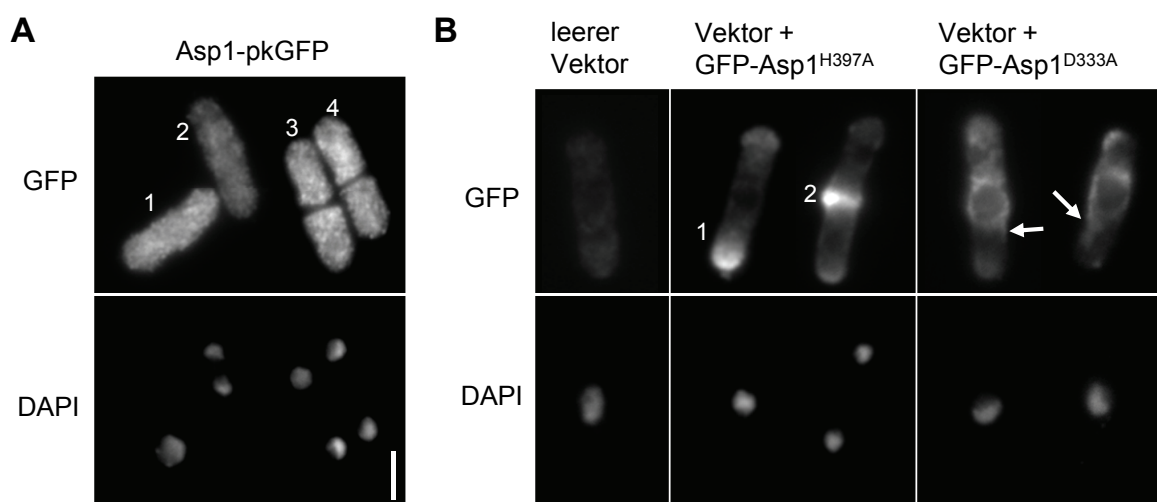 A
Asp1-pkGFP
GFP
1
2
3
4
DAPI
B
leerer
Vektor
Vektor +
GFP-Asp1H397A
Vektor +
GFP-Asp1D333A
GFP
1
2
DAPI